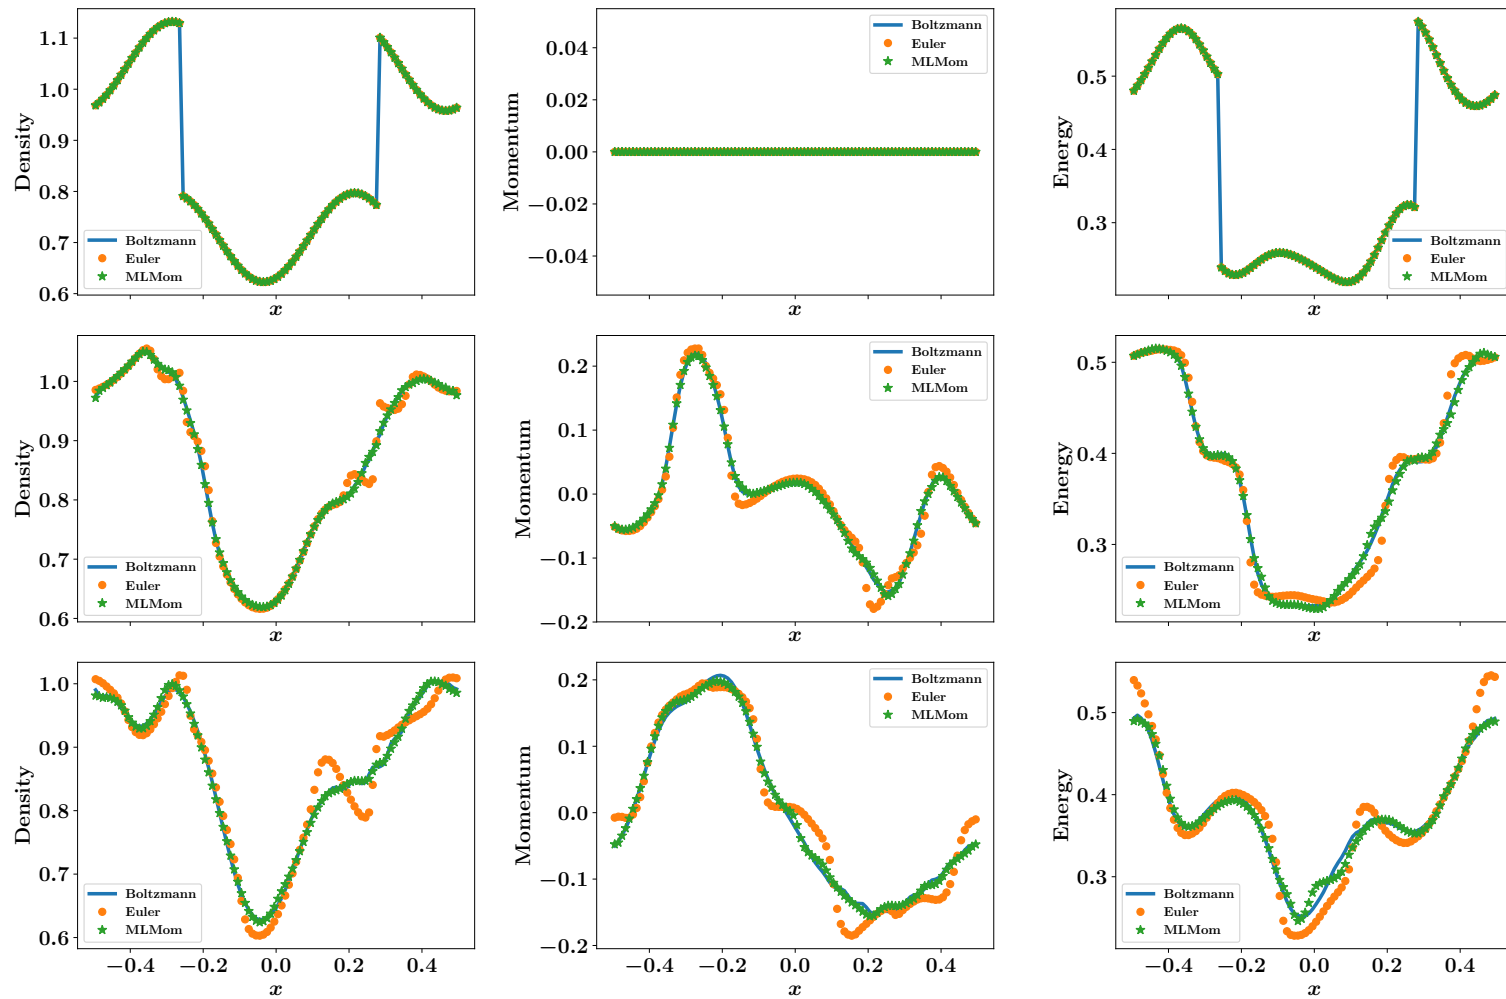 Density
1.1
1.0
0.9
0.8
0.7
0.6
Boltzmann
Euler
MLMom
x
Momentum
0.04
0.02
0.00
−0.02
−0.04
Boltzmann
Euler
MLMom
x
Energy
0.5
0.4
0.3
Boltzmann
Euler
MLMom
x
Density
1.0
0.9
0.8
0.7
0.6
Boltzmann
Euler
MLMom
x
Momentum
0.2
0.1
0.0
−0.1
−0.2
Boltzmann
Euler
MLMom
x
Energy
0.5
0.4
0.3
Boltzmann
Euler
MLMom
x
Density
1.0
0.9
0.8
0.7
0.6
Boltzmann
Euler
MLMom
−0.4 −0.2 0.0 0.2 0.4
x
Momentum
0.2
0.1
0.0
−0.1
−0.2
Boltzmann
Euler
MLMom
−0.4 −0.2 0.0 0.2 0.4
x
Energy
0.5
0.4
0.3
Boltzmann
Euler
MLMom
−0.4 −0.2 0.0 0.2 0.4
x